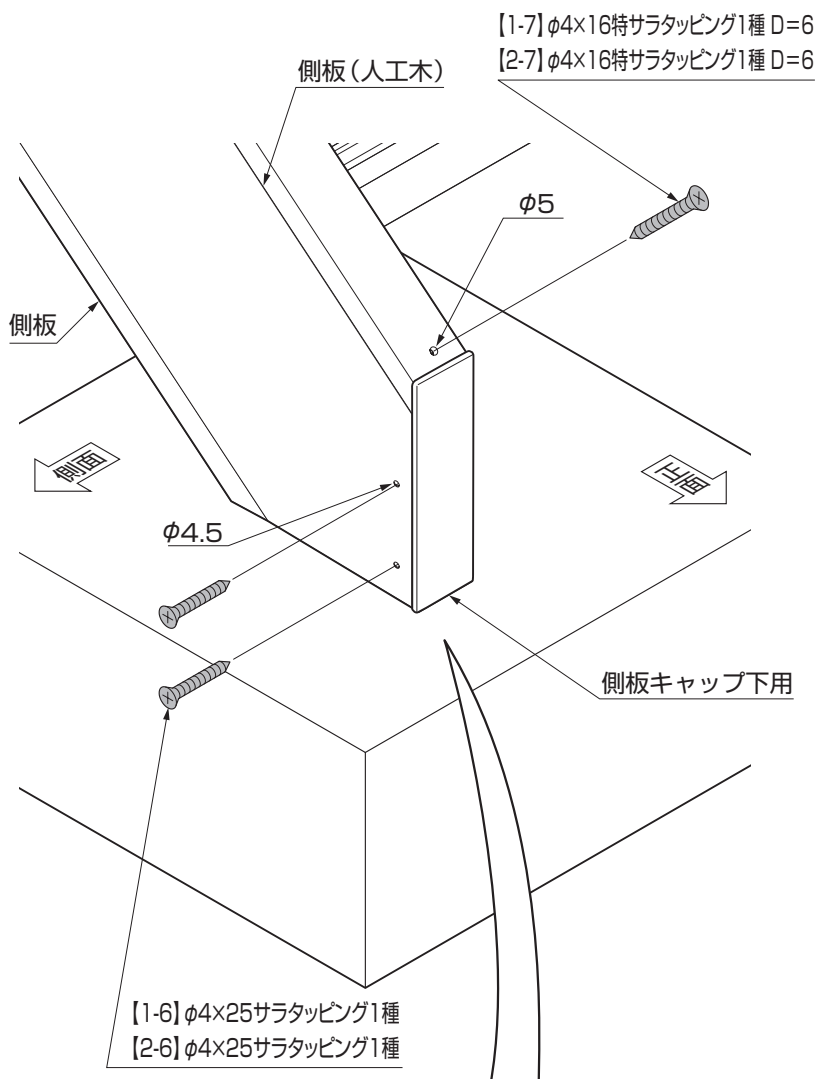 【1-7】φ4×16特サラタッピング1種 D=6
【2-7】φ4×16特サラタッピング1種 D=6
側板（人工木）
φ5
側板
側面
正面
φ4.5
側板キャップ下用
【1-6】φ4×25サラタッピング1種
【2-6】φ4×25サラタッピング1種